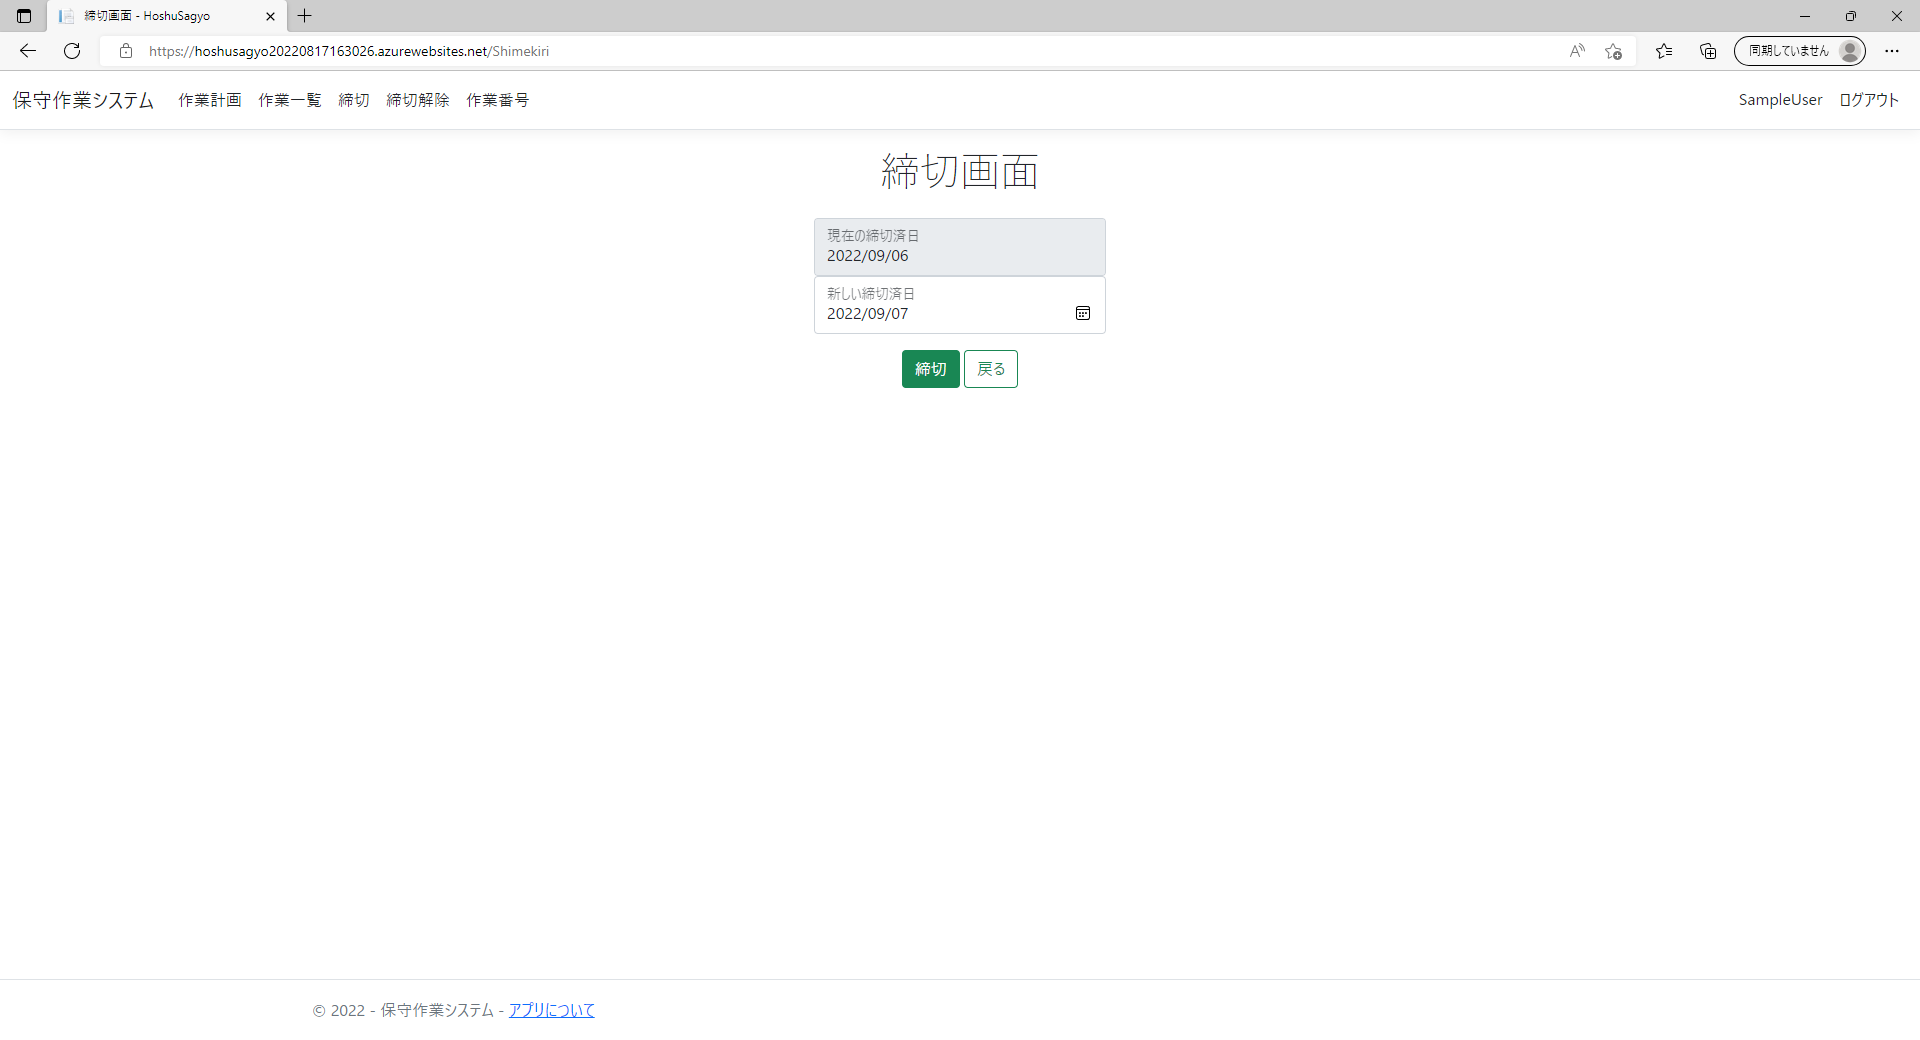 締切画面 - HoshuSagyo
https://hoshusagyo20220817163026.azurewebsites.net/Shimekiri
同期していません
保守作業システム 作業計画 作業一覧 締切 締切解除 作業番号 SampleUser ログアウト
締切画面
現在の締切済日
2022/09/06
新しい締切済日
2022/09/07
締切 戻る
© 2022 - 保守作業システム - アプリについて